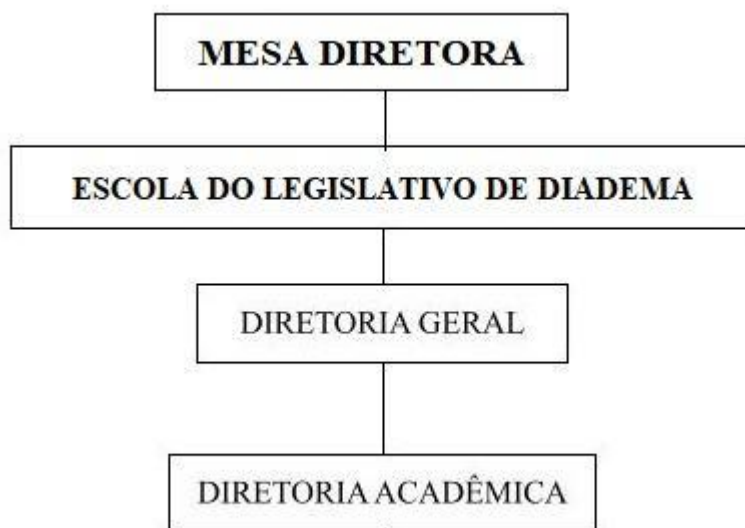 MESA DIRETORA
ESCOLA DO LEGISLATIVO DE DIADEMA
DIRETORIA GERAL
DIRETORIA ACADÊMICA